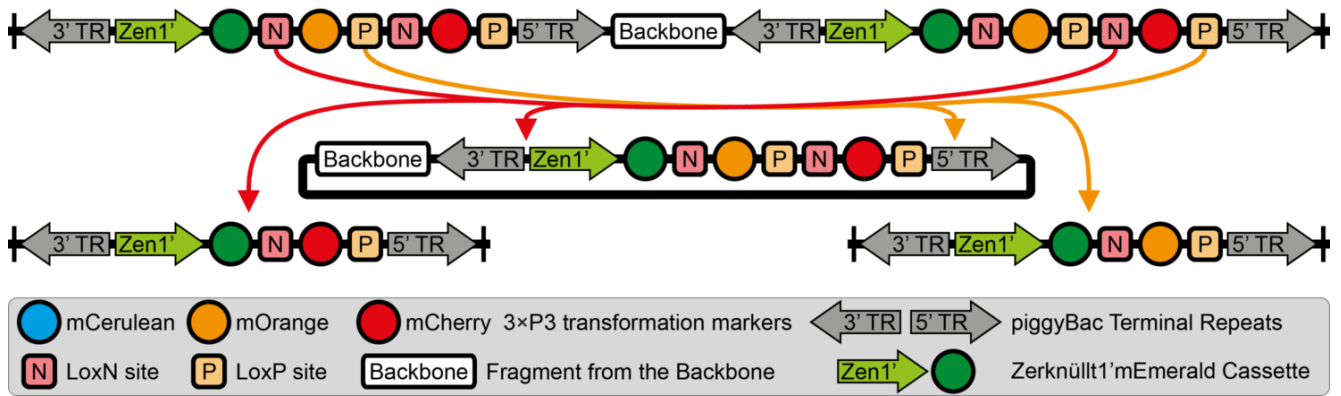 3' TR Zen1' N P N P 5' TR Backbone 3' TR Zen1' N P N P 5' TR
Backbone 3' TR Zen1' N P N P 5' TR
3' TR Zen1' N P 5' TR 3' TR Zen1' N P 5' TR
mCerulean mOrange mCherry 3×P3 transformation markers 3' TR 5' TR piggyBac Terminal Repeats
N LoxN site P LoxP site Backbone Fragment from the Backbone Zen1' Zerknüllt1'mEmerald Cassette